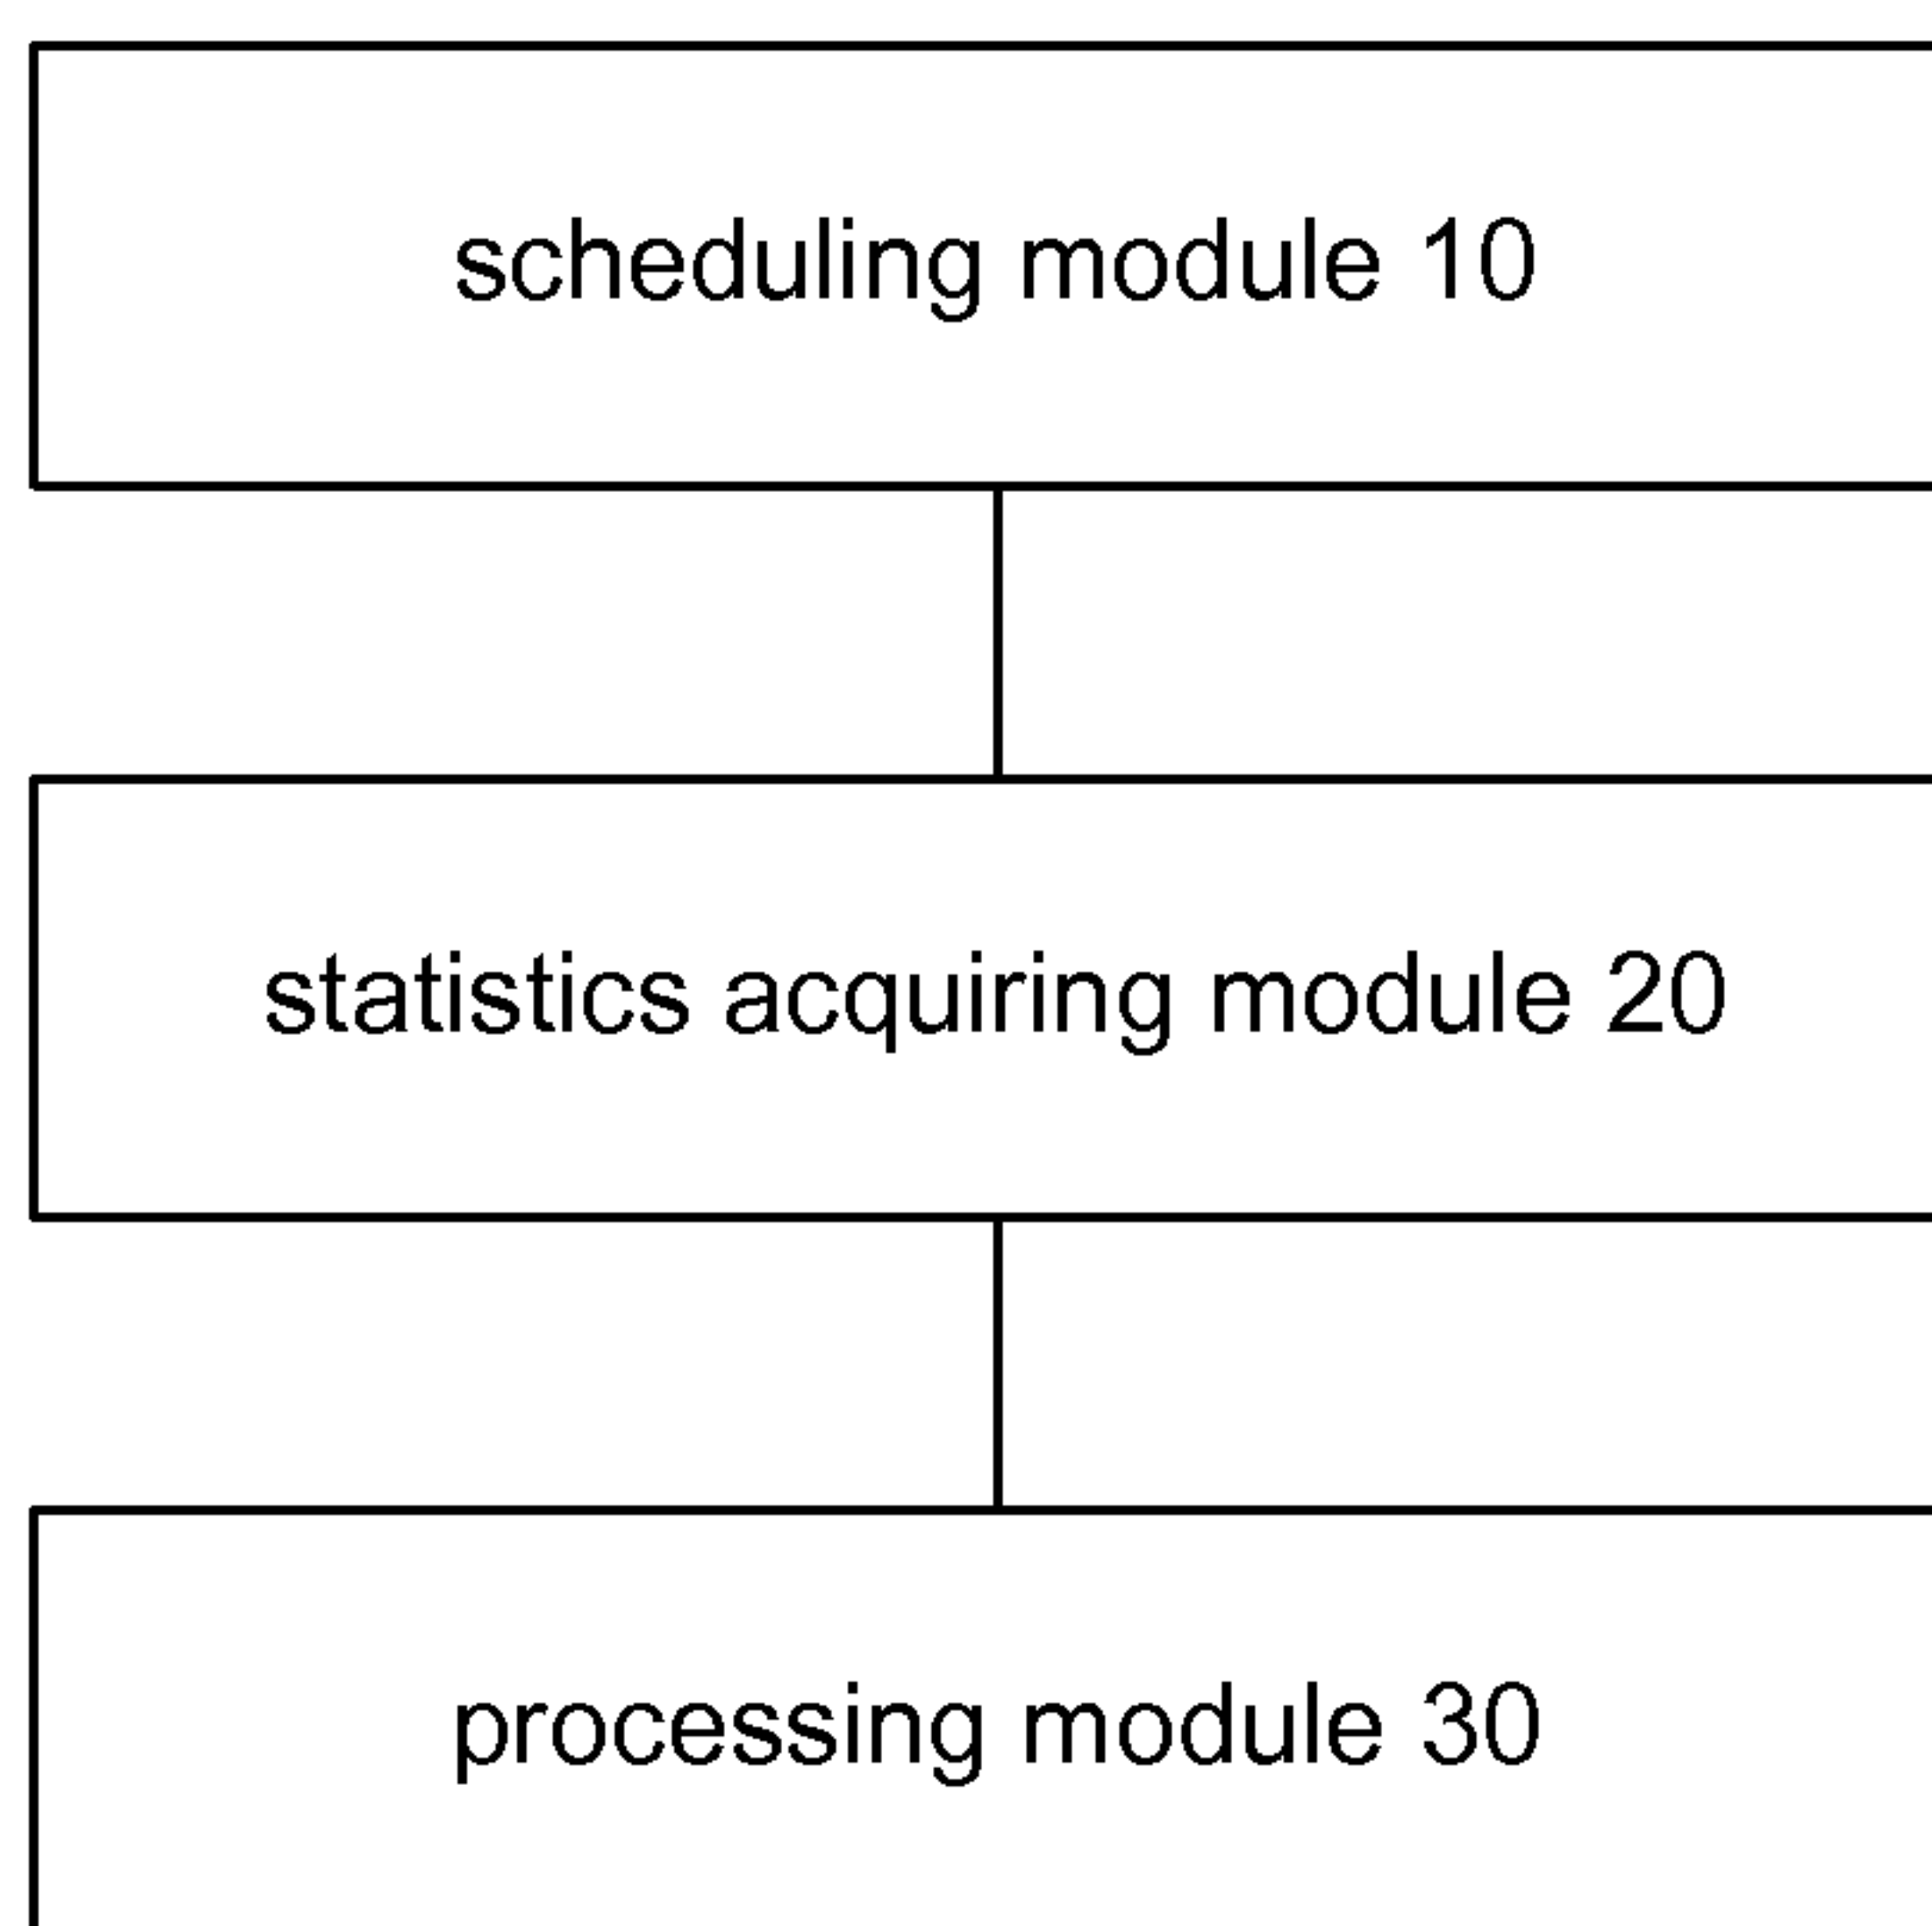 scheduling module 10
statistics acquiring module 20
processing module 30